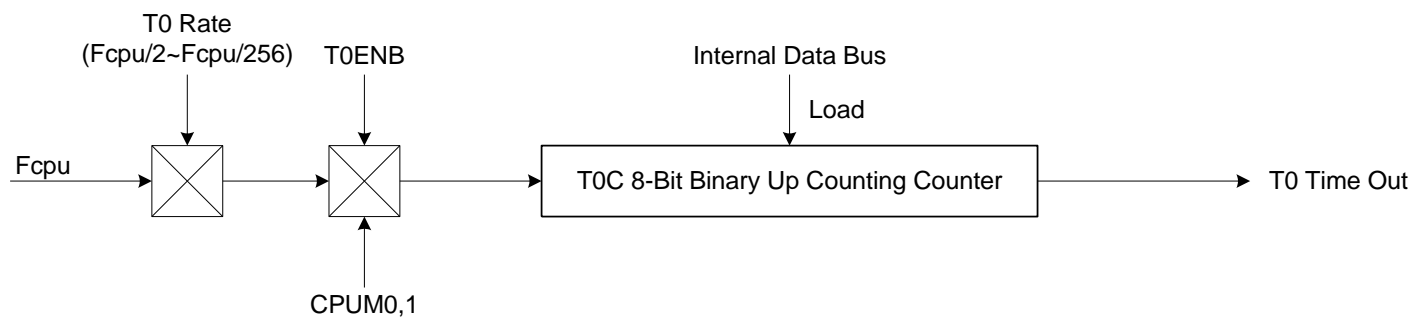 T0 Rate
(Fcpu/2~Fcpu/256)
T0ENB
Internal Data Bus
Load
Fcpu
T0C 8-Bit Binary Up Counting Counter
T0 Time Out
CPUM0,1